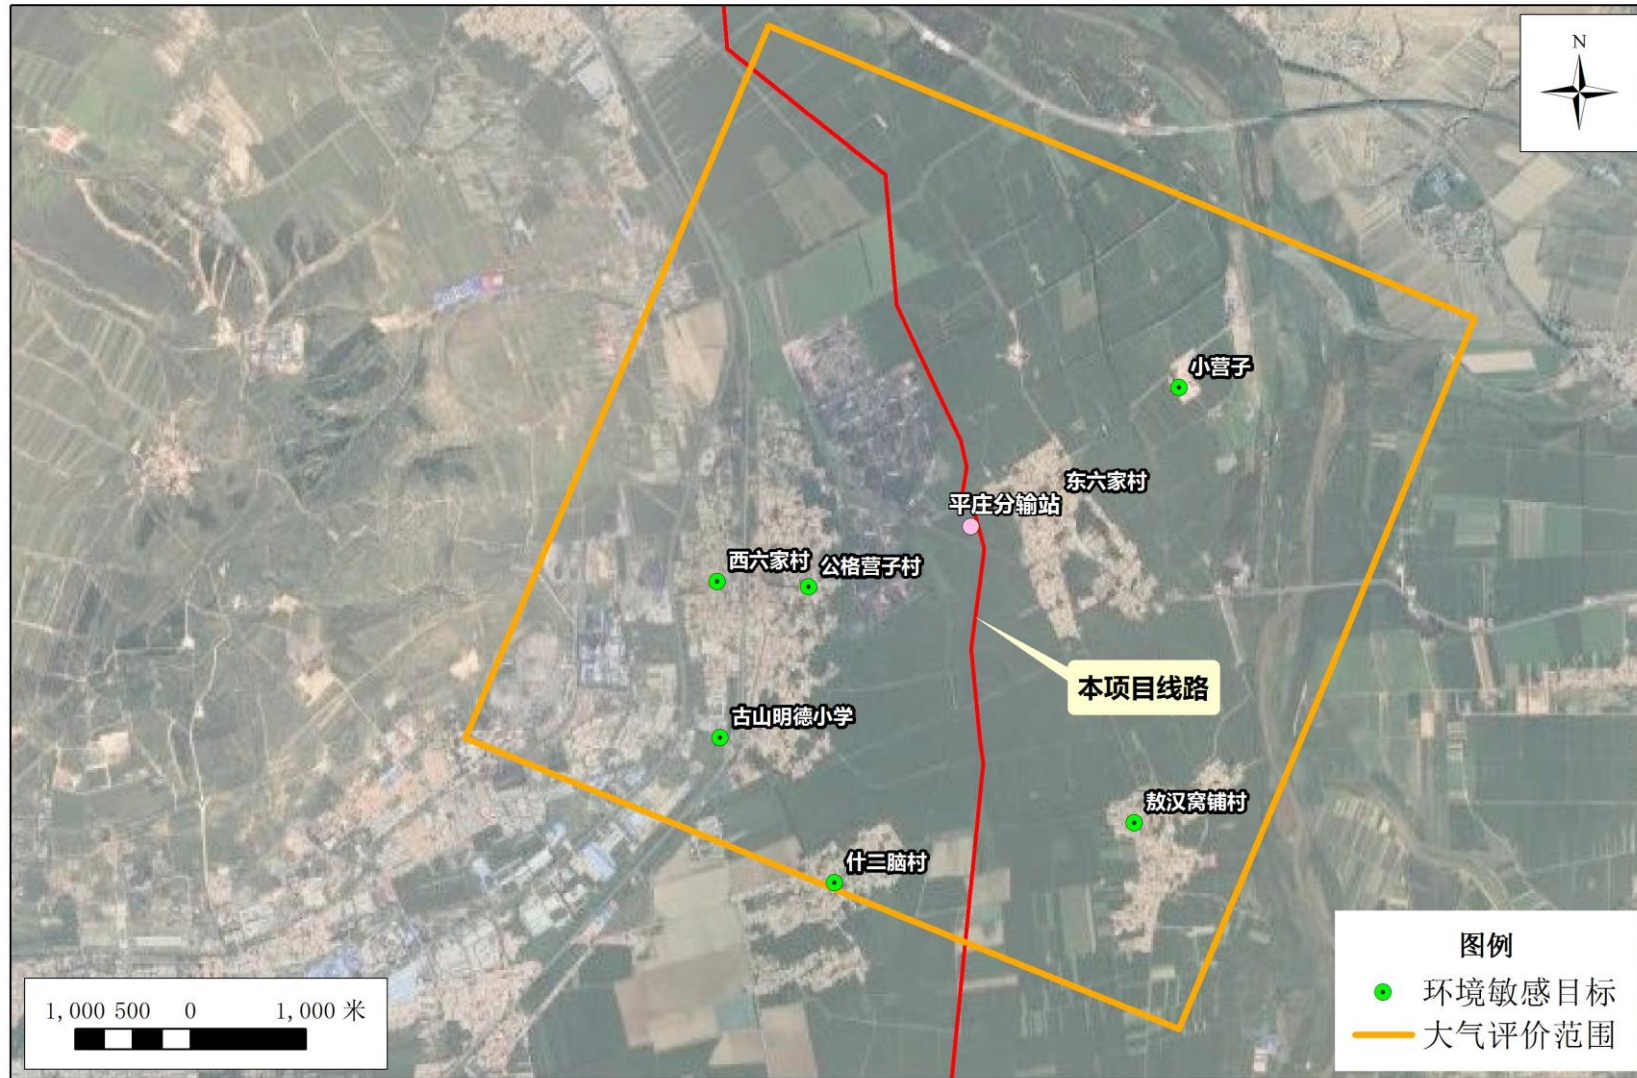 N
小营子
东六家村
平庄分输站
西六家村
公格营子村
本项目线路
古山明德小学
敖汉窝铺村
什二脑村
图例
环境敏感目标
大气评价范围
1,000 500 0 1,000 米